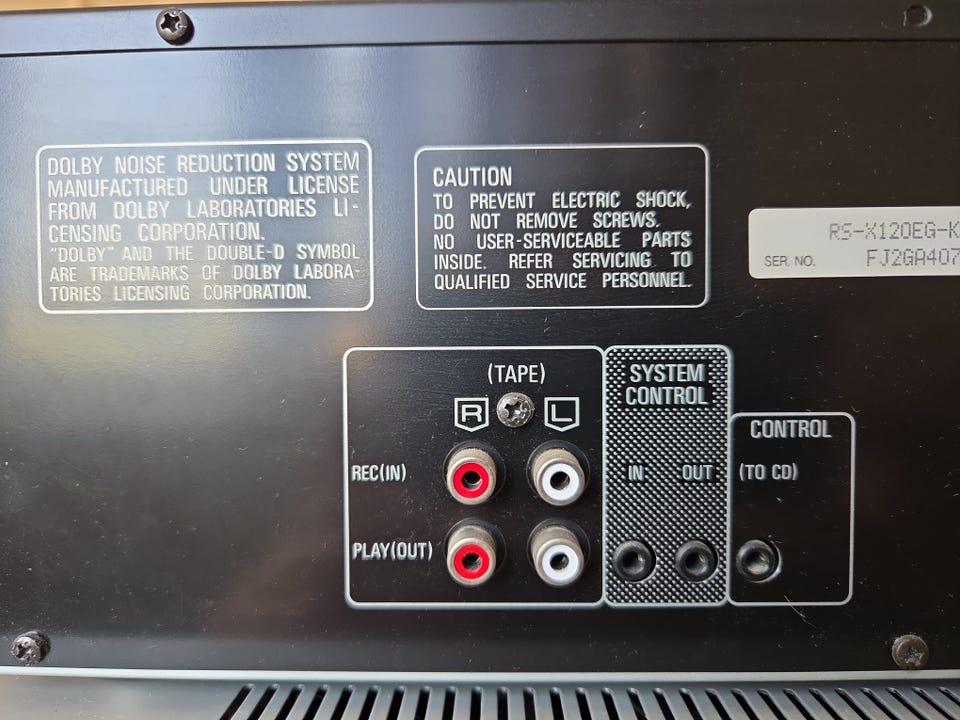 DOLBY NOISE REDUCTION SYSTEM
MANUFACTURED UNDER LICENSE
FROM DOLBY LABORATORIES LI-
CENSING CORPORATION.
"DOLBY" AND THE DOUBLE-D SYMBOL
ARE TRADEMARKS OF DOLBY LABORA-
TORIES LICENSING CORPORATION.
CAUTION
TO PREVENT ELECTRIC SHOCK,
DO NOT REMOVE SCREWS.
NO USER-SERVICEABLE PARTS
INSIDE. REFER SERVICING TO
QUALIFIED SERVICE PERSONNEL.
RS-X120EG-K
SER. NO. FJ2GA407
(TAPE)
R L
REC(IN)
PLAY(OUT)
SYSTEM
CONTROL
IN OUT
CONTROL
(TO CD)